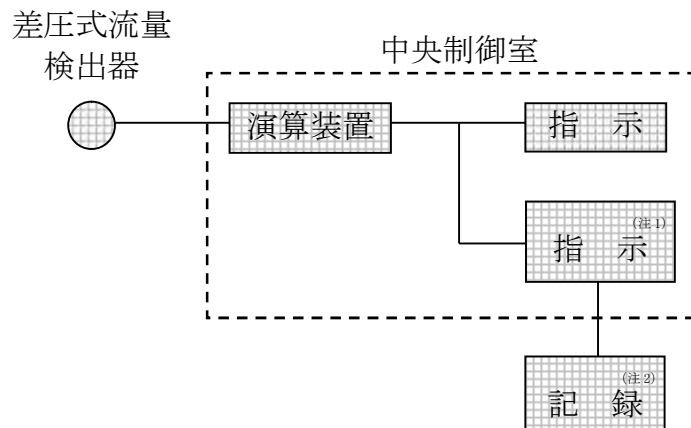 差圧式流量
検出器
中央制御室
演算装置
指 示
(注1)
指 示
(注2)
記 録